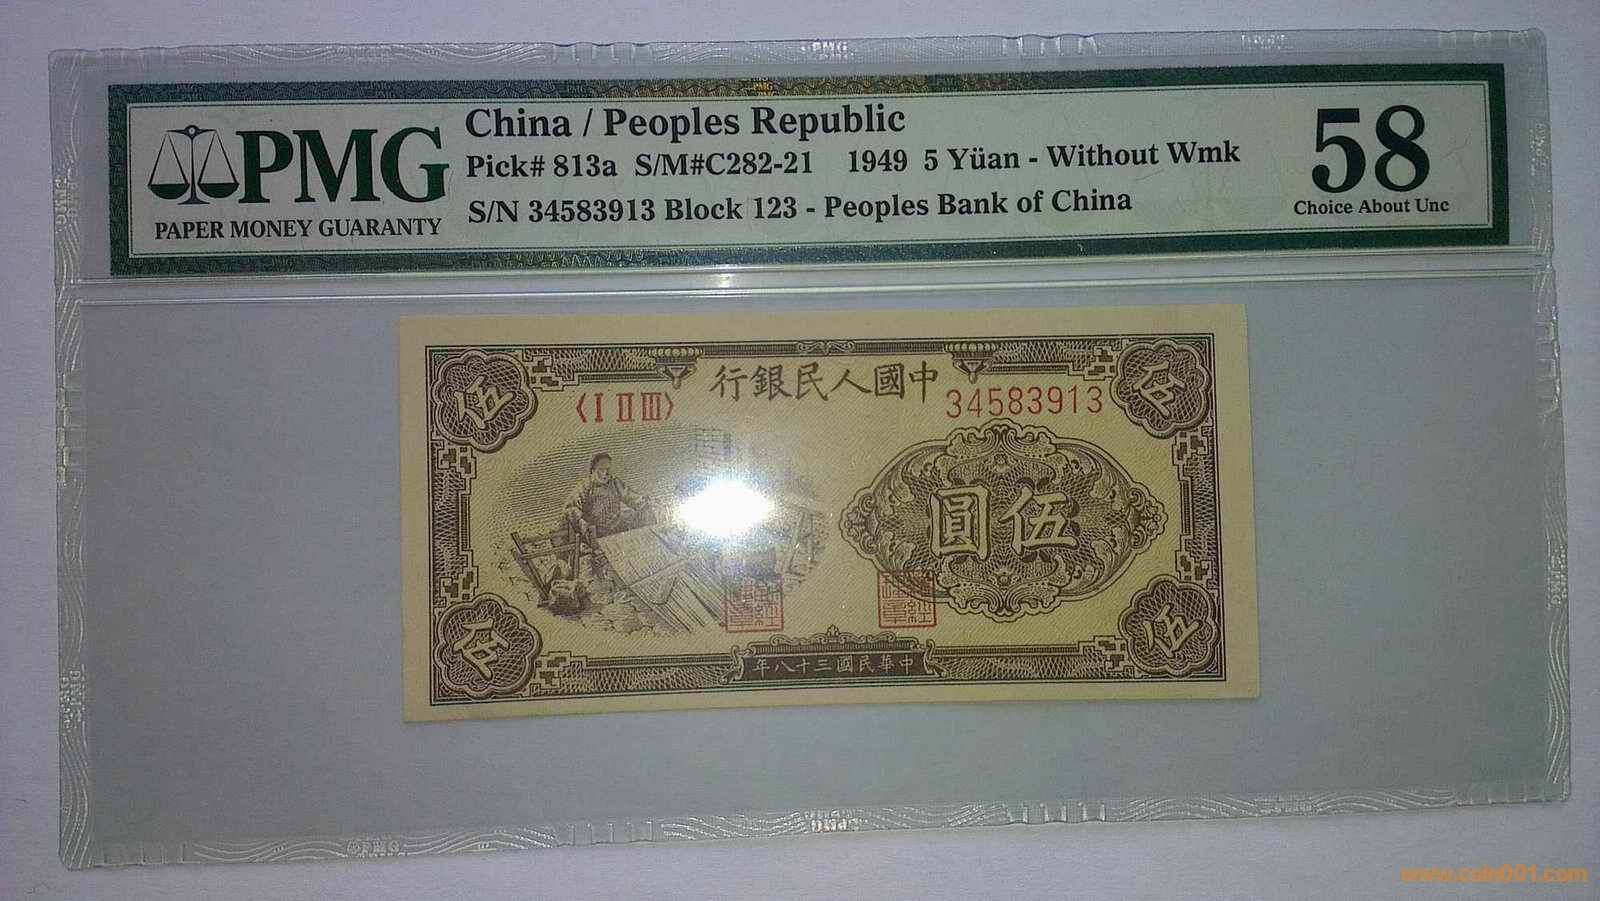 PMG
PAPER MONEY GUARANTY
China / Peoples Republic
Pick# 813a S/M#C282-21 1949 5 Yüan - Without Wmk
S/N 34583913 Block 123 - Peoples Bank of China
58
Choice About Unc
行銀民人國中
〈I II III〉
34583913
伍
伍
圓伍
伍
伍
年八十三國民華中
PMG
www.coin001.com